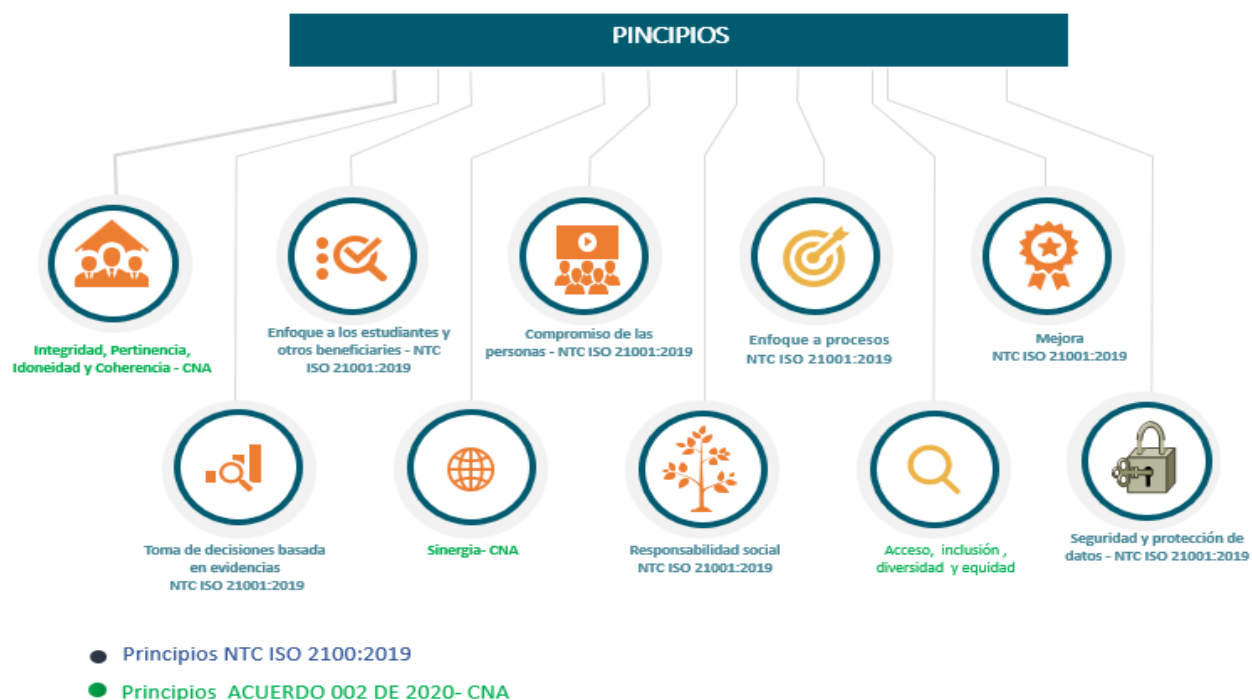 PINCIPIOS
Integridad, Pertinencia,
Idoneidad y Coherencia - CNA
Enfoque a los estudiantes y
otros beneficiaries - NTC
ISO 21001:2019
Compromiso de las
personas - NTC ISO 21001:2019
Enfoque a procesos
NTC ISO 21001:2019
Mejora
NTC ISO 21001:2019
Toma de decisiones basada
en evidencias
NTC ISO 21001:2019
Sinergia- CNA
Responsabilidad social
NTC ISO 21001:2019
Acceso, inclusión ,
diversidad y equidad
Seguridad y protección de
datos - NTC ISO 21001:2019
Principios NTC ISO 2100:2019
Principios ACUERDO 002 DE 2020- CNA